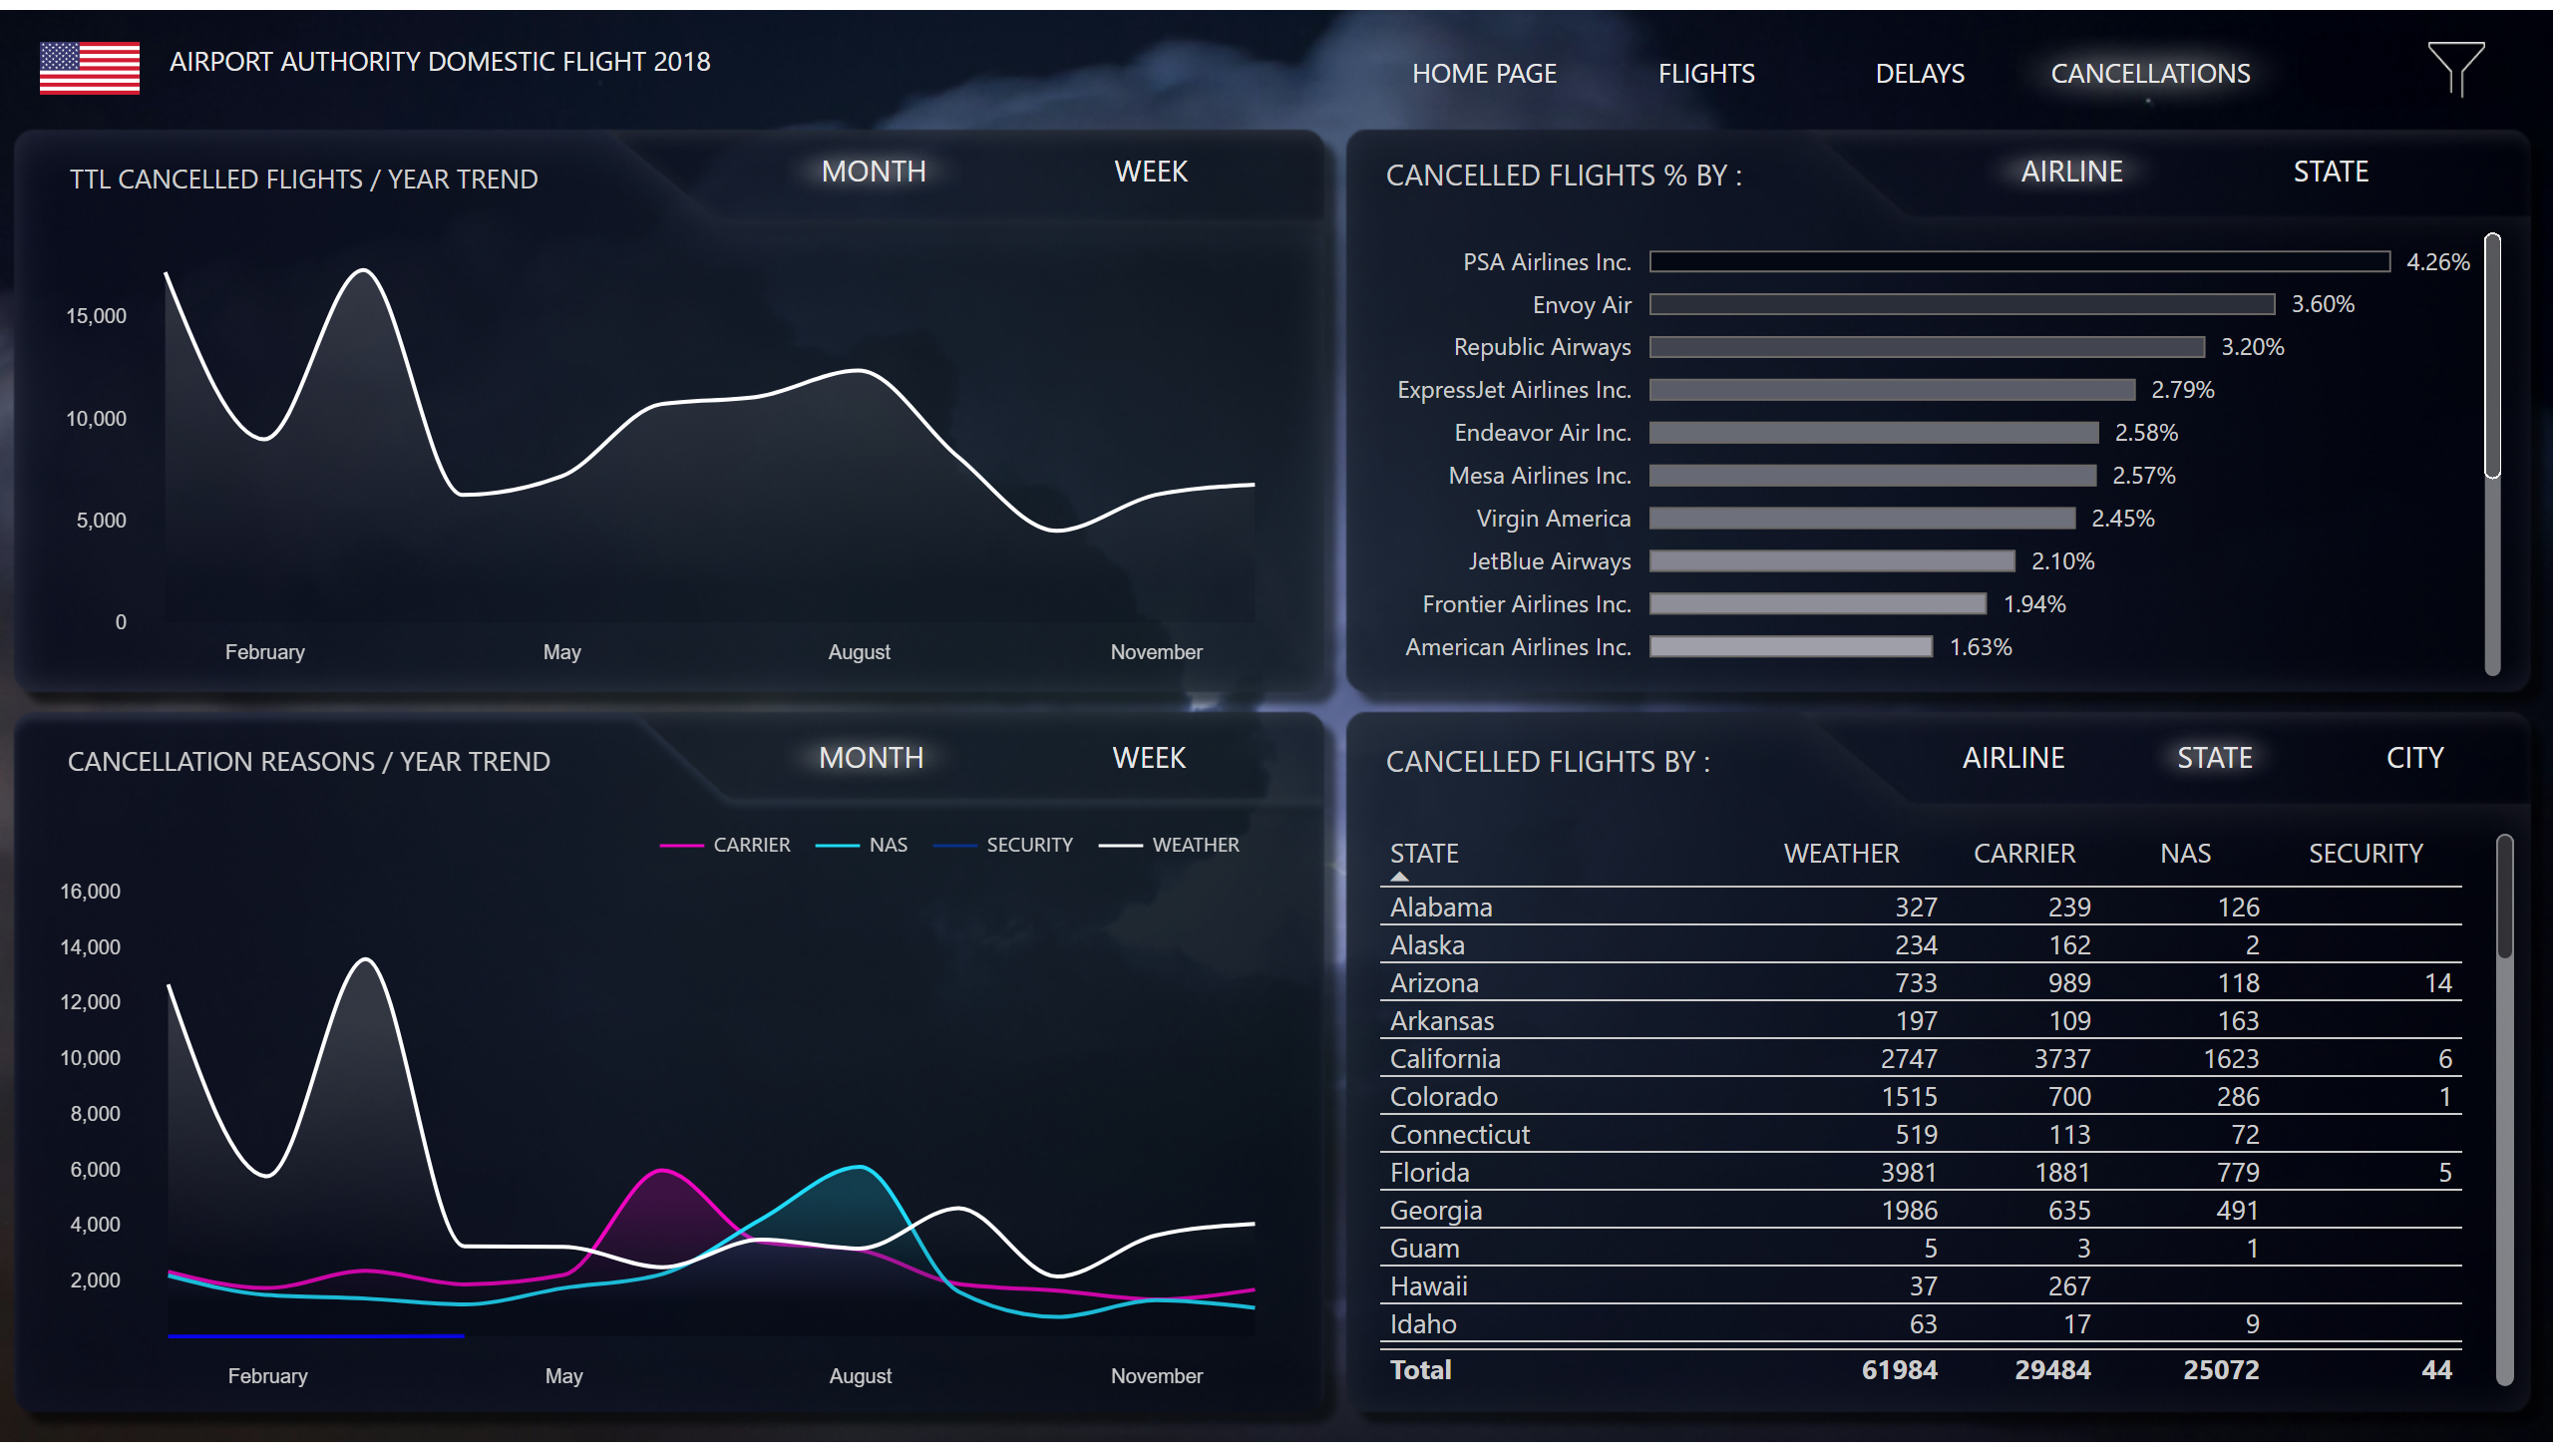 AIRPORT AUTHORITY DOMESTIC FLIGHT 2018
HOME PAGE FLIGHTS DELAYS CANCELLATIONS
TTL CANCELLED FLIGHTS / YEAR TREND MONTH WEEK
15,000
10,000
5,000
0
February May August November
CANCELLED FLIGHTS % BY : AIRLINE STATE
PSA Airlines Inc. 4.26%
Envoy Air 3.60%
Republic Airways 3.20%
ExpressJet Airlines Inc. 2.79%
Endeavor Air Inc. 2.58%
Mesa Airlines Inc. 2.57%
Virgin America 2.45%
JetBlue Airways 2.10%
Frontier Airlines Inc. 1.94%
American Airlines Inc. 1.63%
CANCELLATION REASONS / YEAR TREND MONTH WEEK
CARRIER NAS SECURITY WEATHER
16,000
14,000
12,000
10,000
8,000
6,000
4,000
2,000
February May August November
CANCELLED FLIGHTS BY : AIRLINE STATE CITY
STATE WEATHER CARRIER NAS SECURITY
Alabama 327 239 126
Alaska 234 162 2
Arizona 733 989 118 14
Arkansas 197 109 163
California 2747 3737 1623 6
Colorado 1515 700 286 1
Connecticut 519 113 72
Florida 3981 1881 779 5
Georgia 1986 635 491
Guam 5 3 1
Hawaii 37 267
Idaho 63 17 9
Total 61984 29484 25072 44